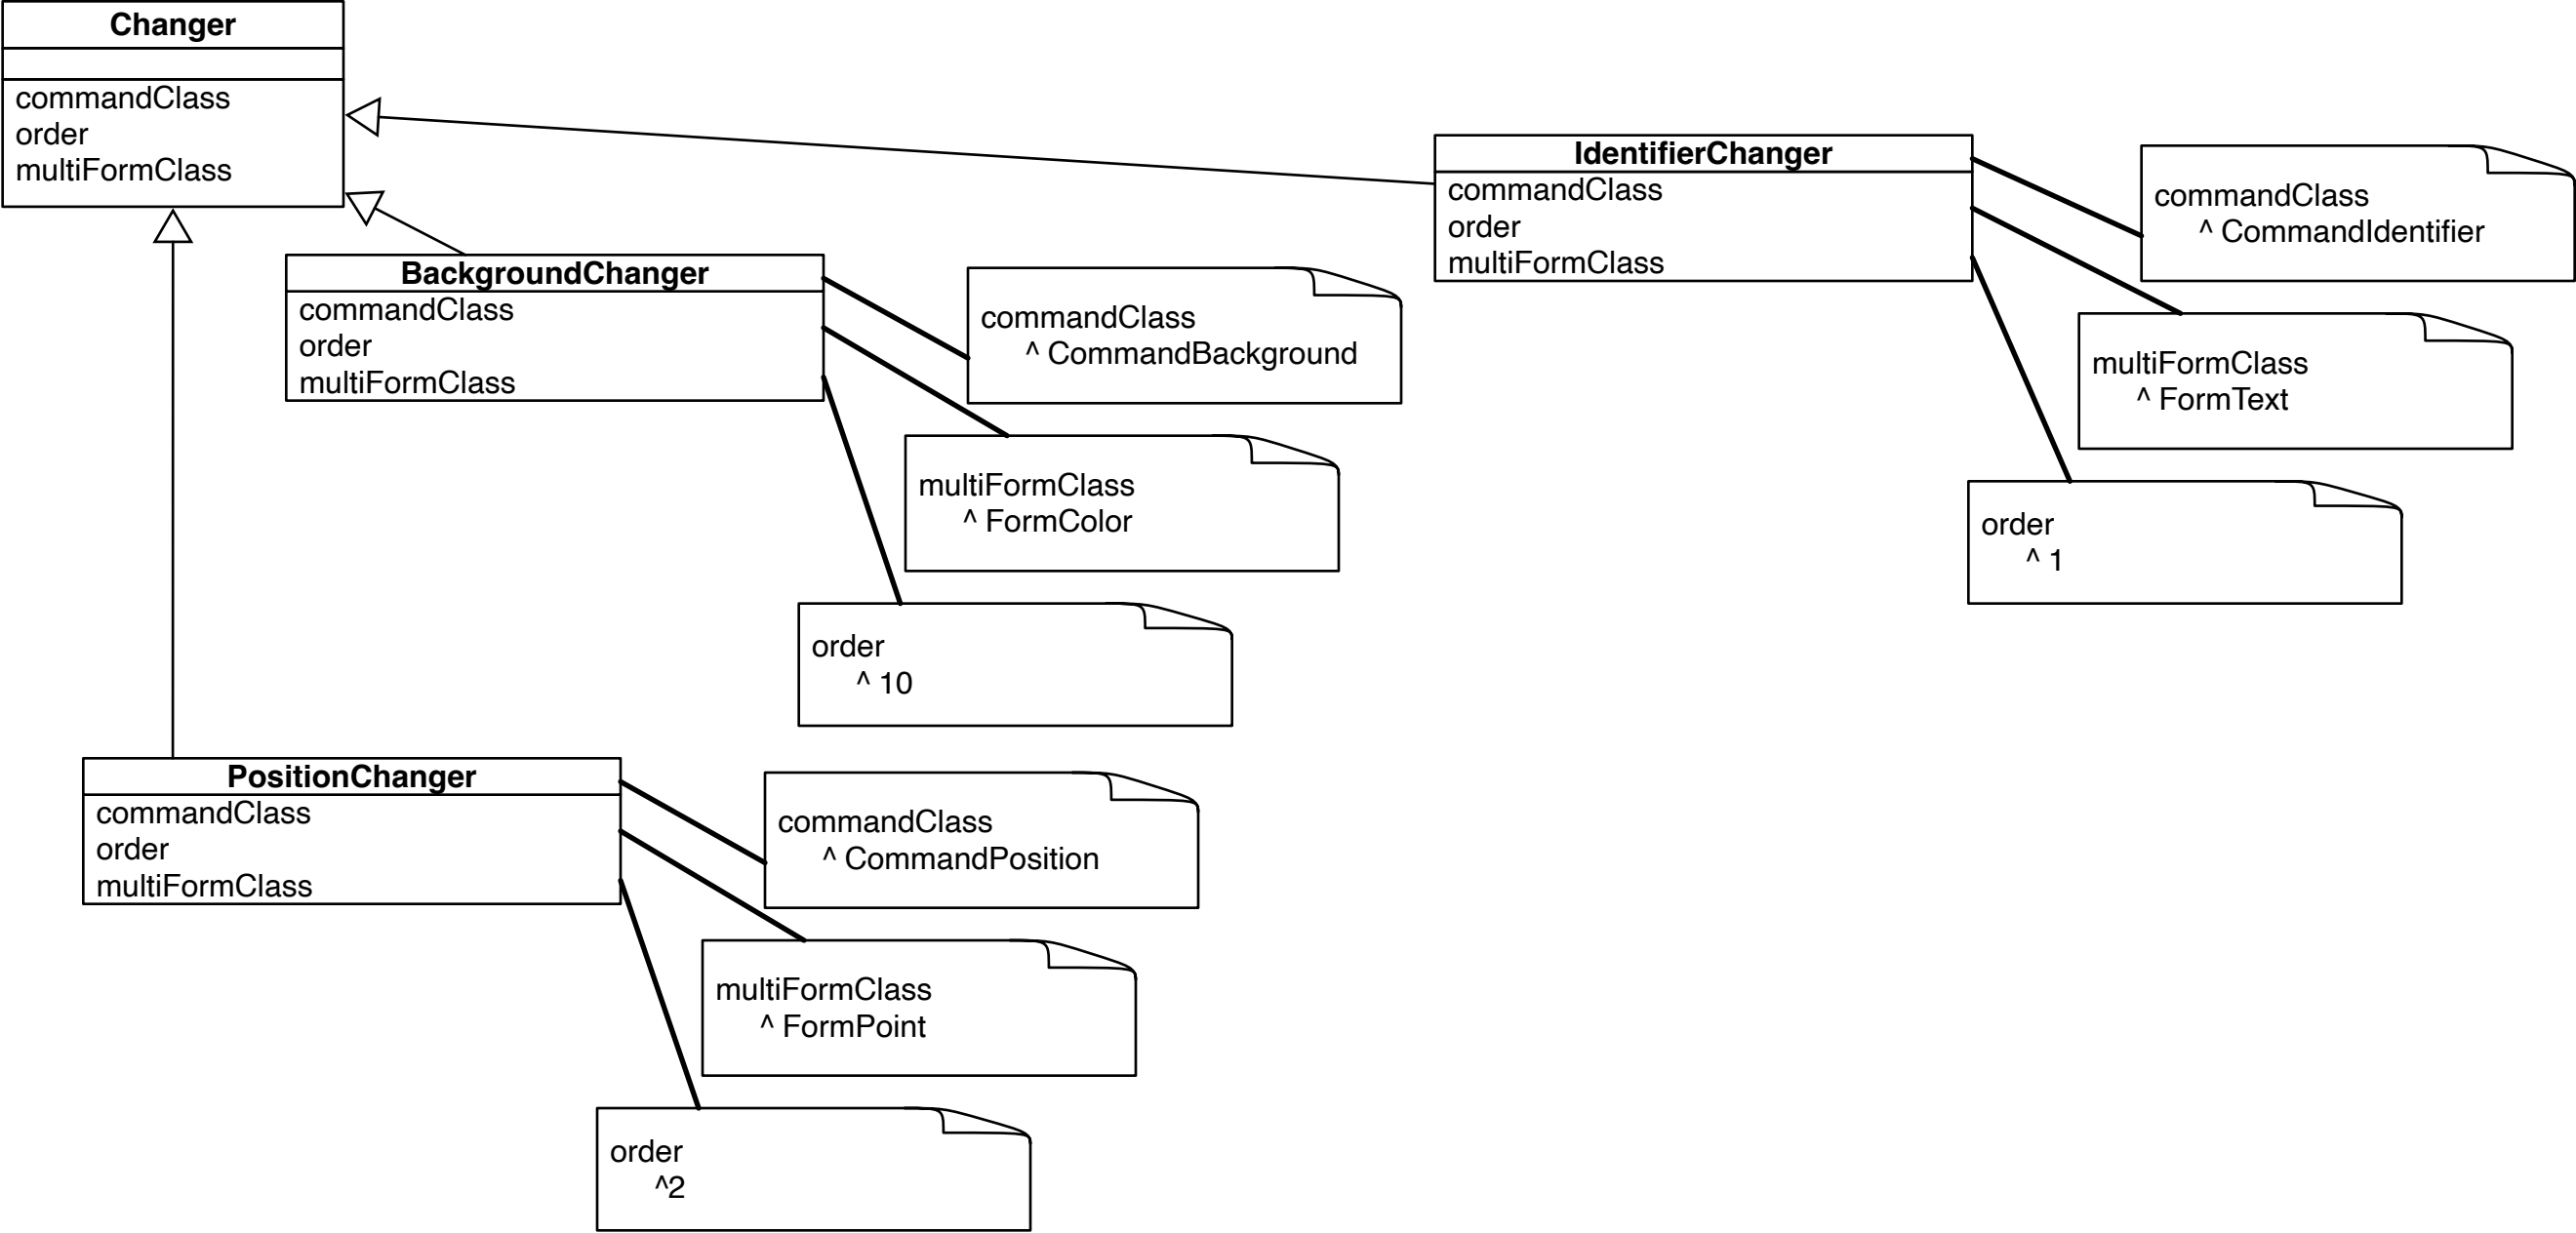 Changer
commandClass
order
multiFormClass
IdentifierChanger
commandClass
order
multiFormClass
commandClass
^ CommandIdentifier
multiFormClass
^ FormText
order
^ 1
BackgroundChanger
commandClass
order
multiFormClass
commandClass
^ CommandBackground
multiFormClass
^ FormColor
order
^ 10
PositionChanger
commandClass
order
multiFormClass
commandClass
^ CommandPosition
multiFormClass
^ FormPoint
order
^2